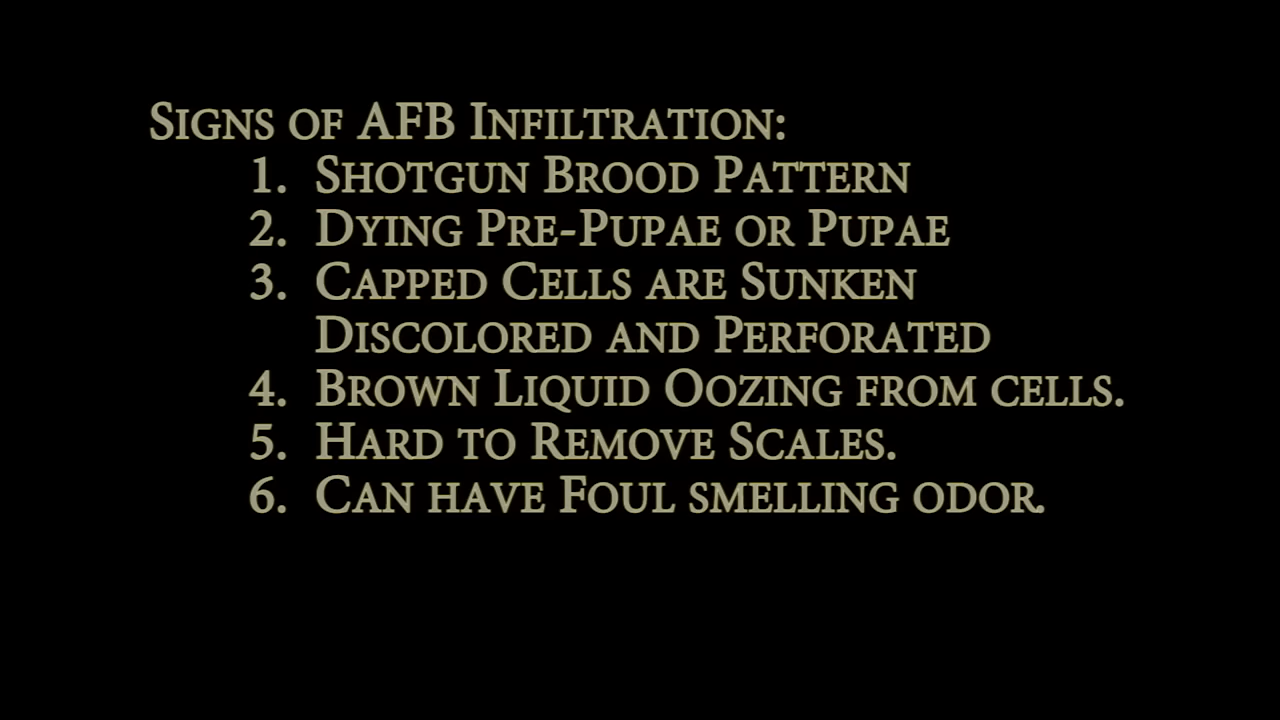 Signs of AFB Infiltration:
1. Shotgun Brood Pattern
2. Dying Pre-Pupae or Pupae
3. Capped Cells are Sunken
Discolored and Perforated
4. Brown Liquid Oozing from cells.
5. Hard to Remove Scales.
6. Can have Foul smelling odor.